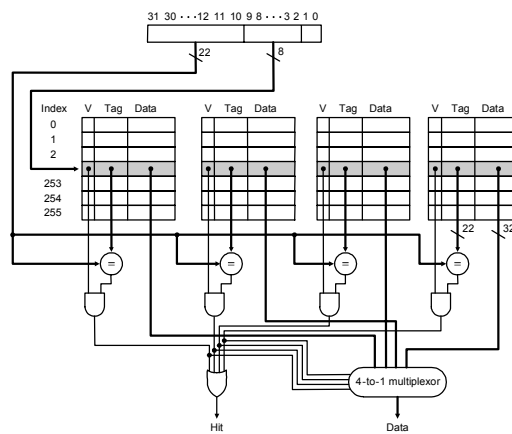 31 30 ··· 12 11 10 9 8 ··· 3 2 1 0
22
8
Index V Tag Data V Tag Data V Tag Data V Tag Data
0
1
2
253
254
255
22
32
= = = =
4-to-1 multiplexor
Hit
Data